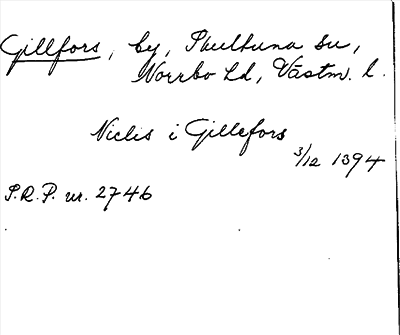 Gillfors, by, Skultuna sn,
Norrbo hd, Västm. l.
Niclis i Gillefors
3/12 1394
P.R.P. nr. 2746